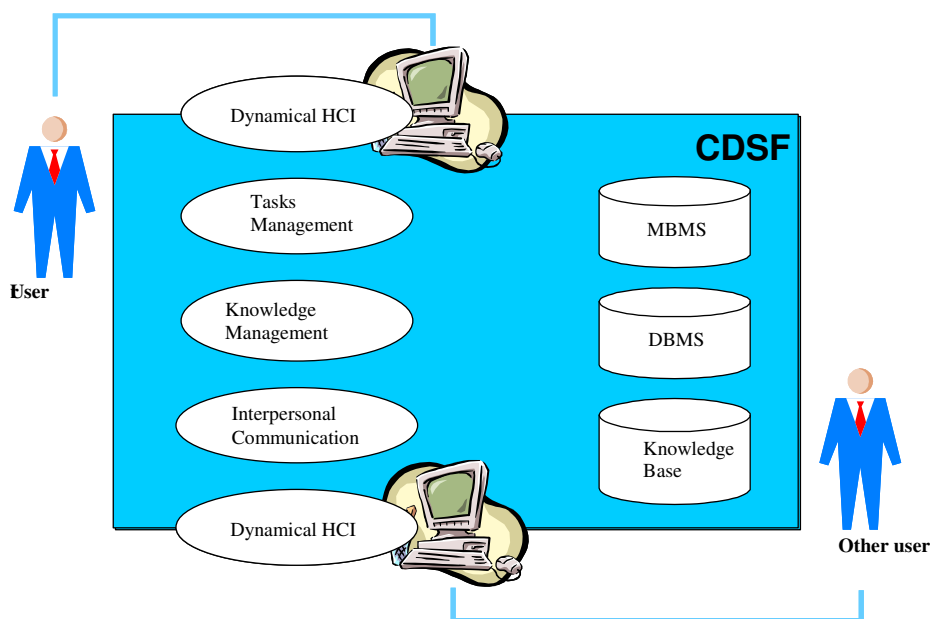 Dynamical HCI
CDSF
Tasks
Management
MBMS
User
Knowledge
Management
DBMS
Interpersonal
Communication
Knowledge
Base
Dynamical HCI
Other user